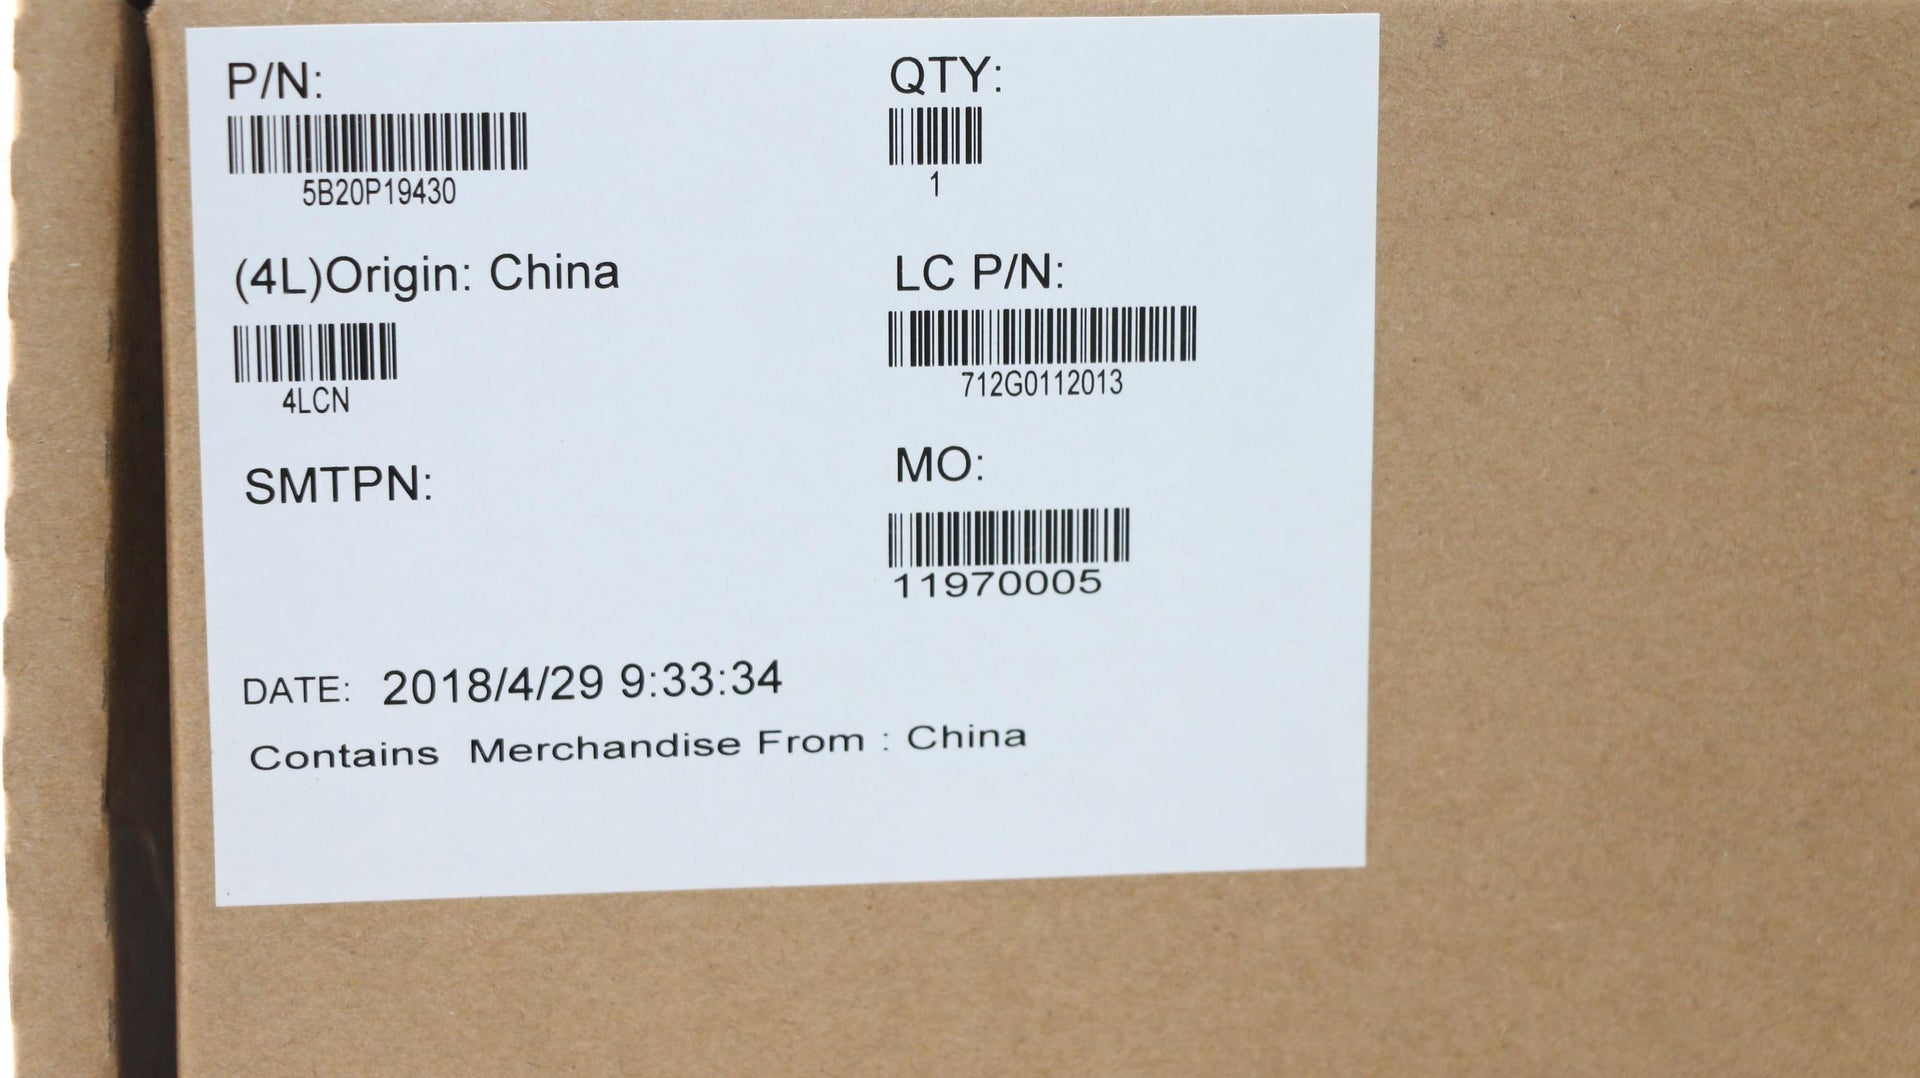 P/N:
5B20P19430
QTY:
1
(4L)Origin: China
4LCN
LC P/N:
712G0112013
SMTPN:
MO:
11970005
DATE: 2018/4/29 9:33:34
Contains Merchandise From : China